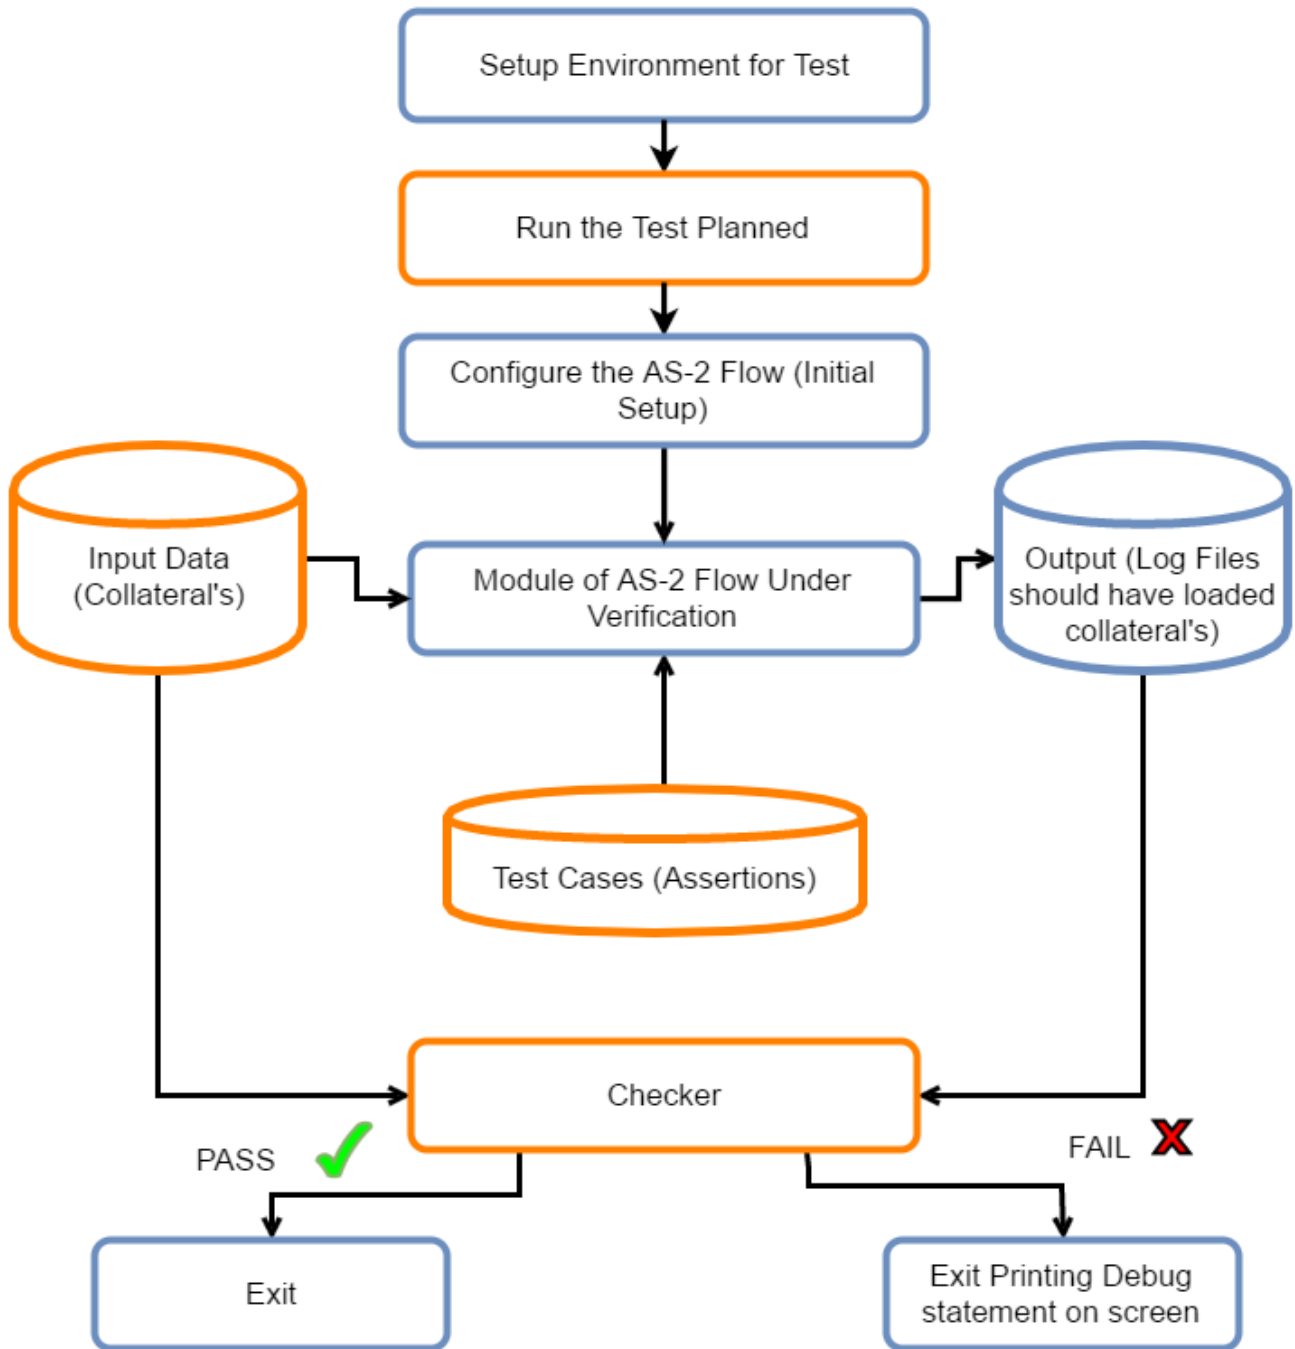 Setup Environment for Test
Run the Test Planned
Configure the AS-2 Flow (Initial
Setup)
Input Data
(Collateral's)
Module of AS-2 Flow Under
Verification
Output (Log Files
should have loaded
collateral's)
Test Cases (Assertions)
Checker
PASS
FAIL
Exit
Exit Printing Debug
statement on screen